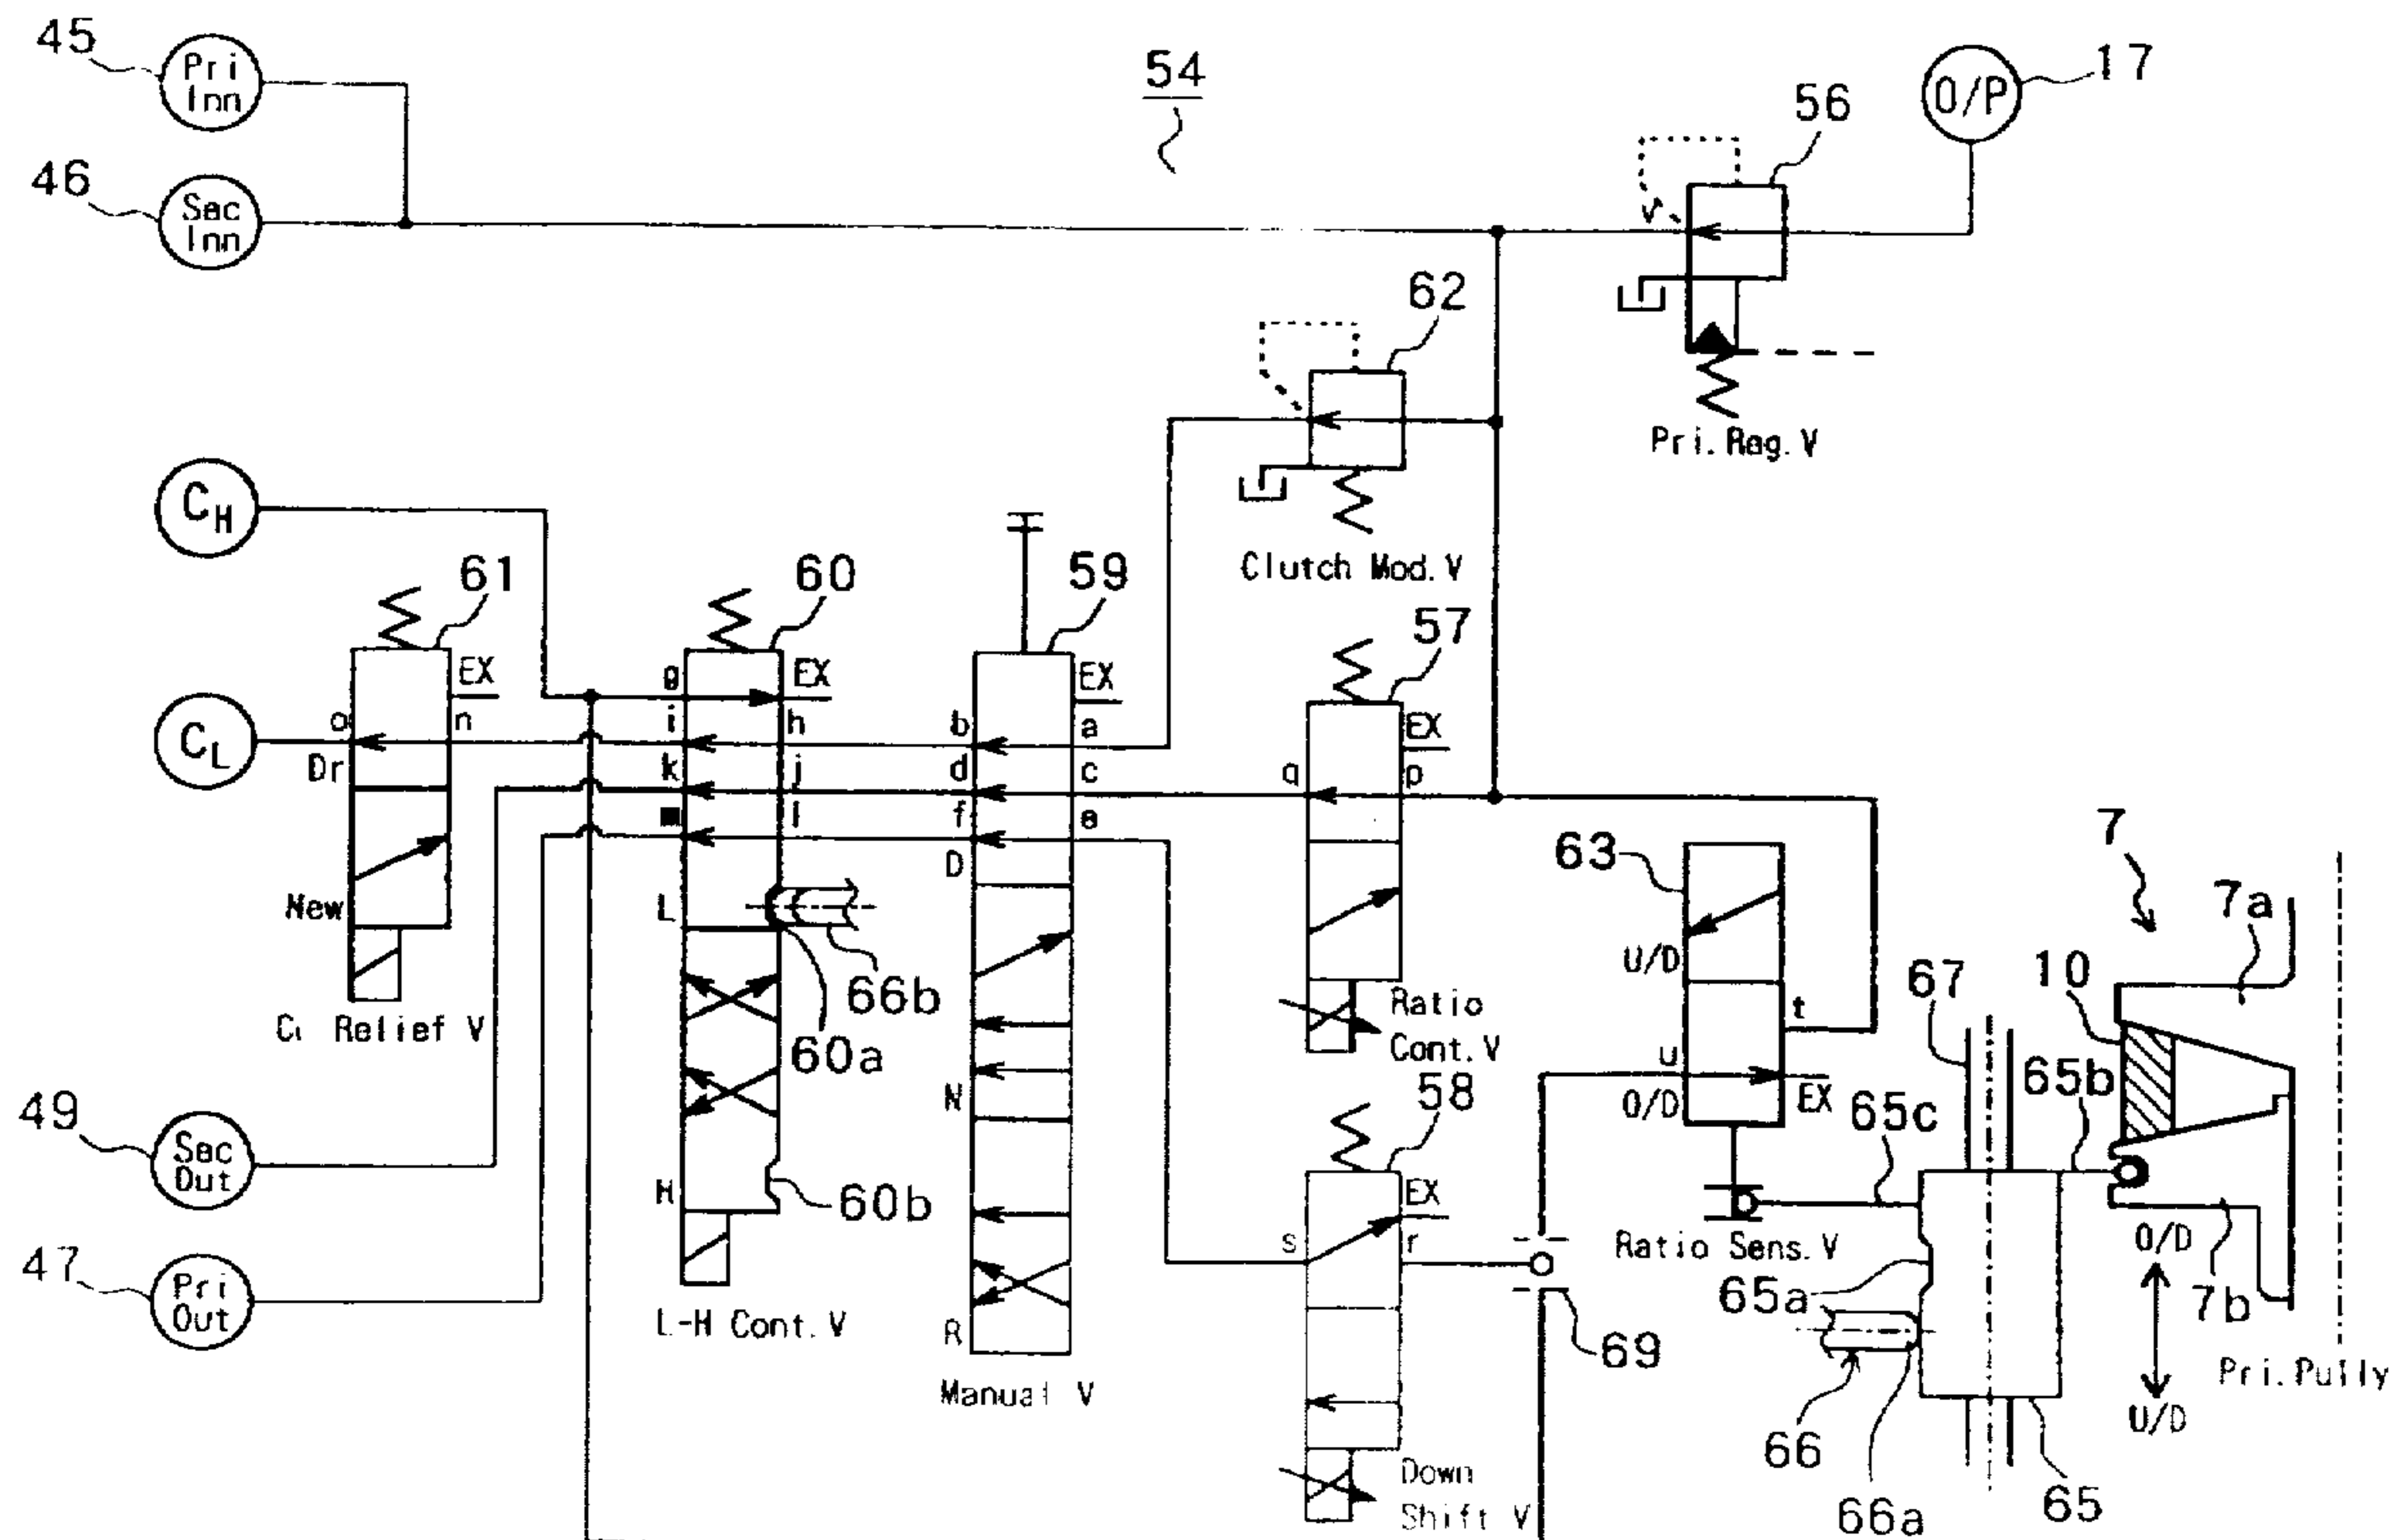 45
Pri
Inn
46
Sec
Inn
54
56
O/P
17
Pri.Reg.V
62
Clutch Mod.V
CH
CL
61
EX
o
n
Dr
New
Relief V
60
g
EX
i
h
k
j
l
L
H
66b
60a
60b
L-H Cont.V
59
EX
b
a
d
c
f
e
D
N
R
Manual V
57
EX
q
p
Ratio
Cont.V
58
EX
s
r
Down
Shift V
63
U/D
t
u
O/D
EX
Ratio Sens.V
69
67
65c
65b
65a
66
66a
65
7
7a
10
7b
O/D
U/D
Pri.Pully
49
Sec
Out
47
Pri
Out